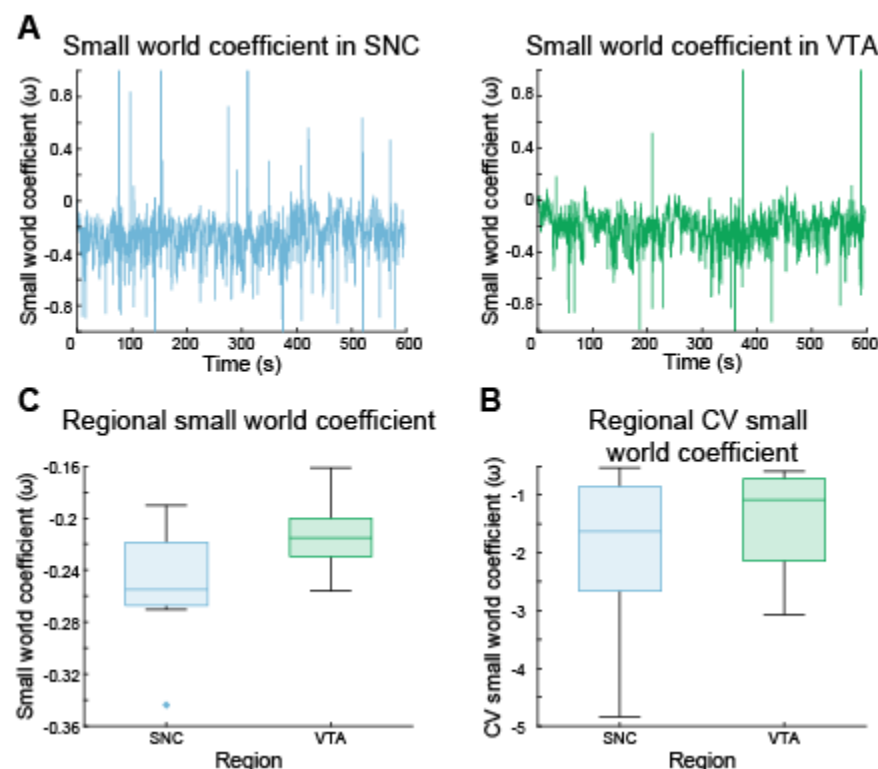 A
Small world coefficient in SNC
Small world coefficient (ω)
0.8
0.4
0
-0.4
-0.8
0
100
200
300
400
500
600
Time (s)
Small world coefficient in VTA
Small world coefficient (ω)
0.8
0.4
0
-0.4
-0.8
0
100
200
300
400
500
600
Time (s)
C
Regional small world coefficient
Small world coefficient (ω)
-0.16
-0.2
-0.24
-0.28
-0.32
-0.36
SNC
VTA
Region
B
Regional CV small
world coefficient
CV small world coefficient (ω)
-1
-2
-3
-4
-5
SNC
VTA
Region